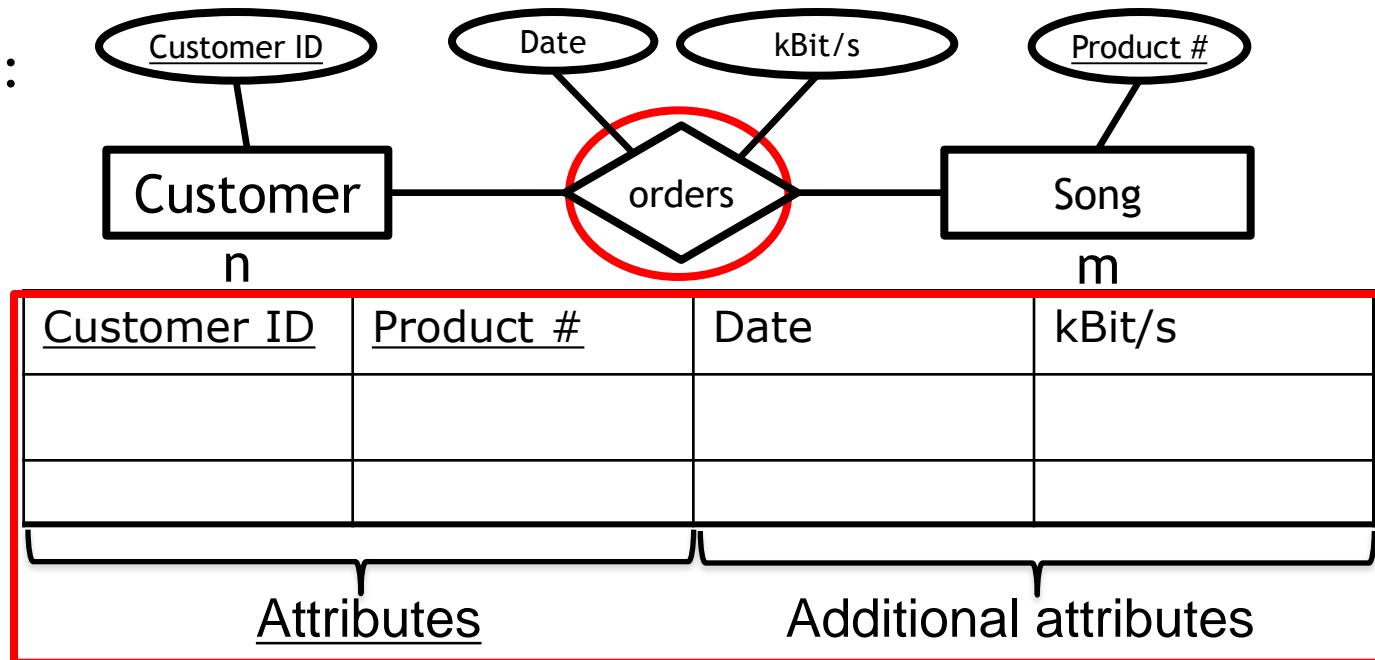 :
Customer ID
Date
kBit/s
Product #
Customer
orders
Song
n
m
Customer ID
Product #
Date
kBit/s
Attributes
Additional attributes